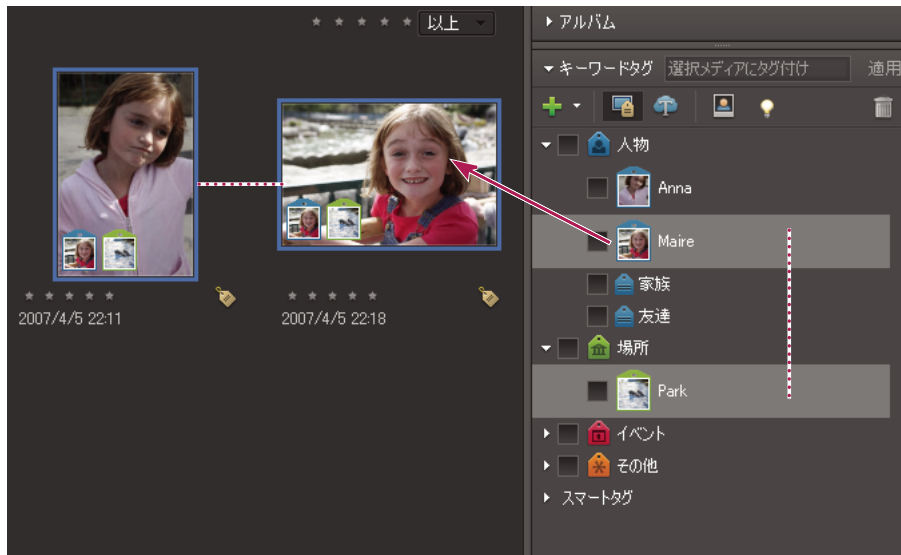 以上
アルバム
キーワードタグ 選択メディアにタグ付け 適用
人物
Anna
Maire
家族
友達
場所
Park
イベント
その他
スマートタグ
2007/4/5 22:11
2007/4/5 22:18